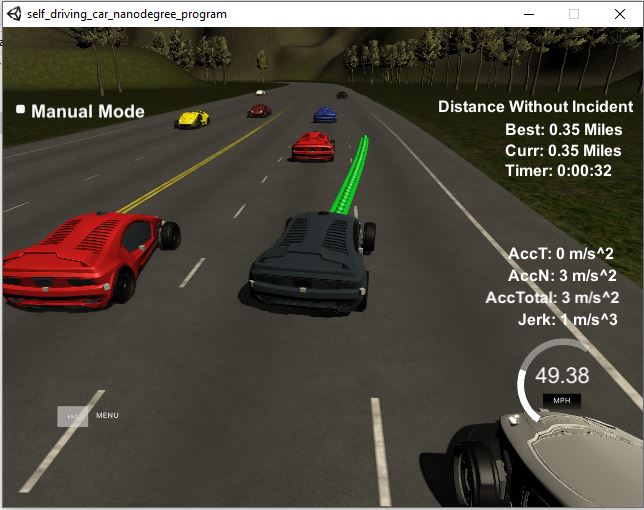 self_driving_car_nanodegree_program
Manual Mode
Distance Without Incident
Best: 0.35 Miles
Curr: 0.35 Miles
Timer: 0:00:32
AccT: 0 m/s^2
AccN: 3 m/s^2
AccTotal: 3 m/s^2
Jerk: 1 m/s^3
49.38
MPH
ESC MENU